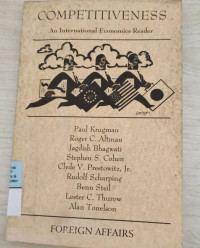 COMPETITIVENESS
An International Economics Reader
Paul Krugman
Roger C. Altman
Jagdish Bhagwati
Stephen S. Cohen
Clyde V. Prestowitz, Jr.
Rudolf Scharping
Benn Steil
Lester C. Thurow
Alan Tonelson
FOREIGN AFFAIRS